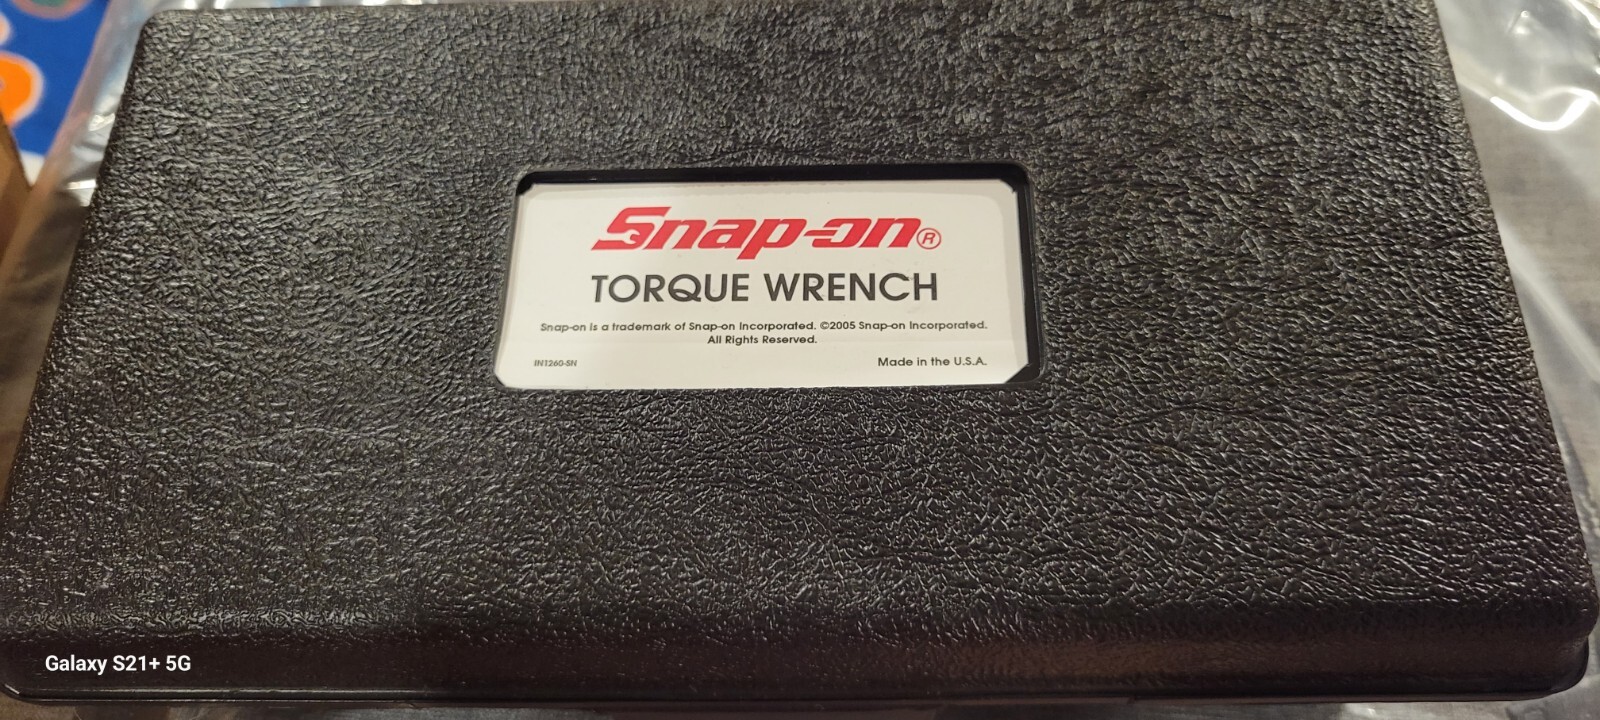 Snap-on®
TORQUE WRENCH
Snap-on is a trademark of Snap-on Incorporated. ©2005 Snap-on Incorporated.
All Rights Reserved.
IN1260-SN
Made in the U.S.A.
Galaxy S21+ 5G